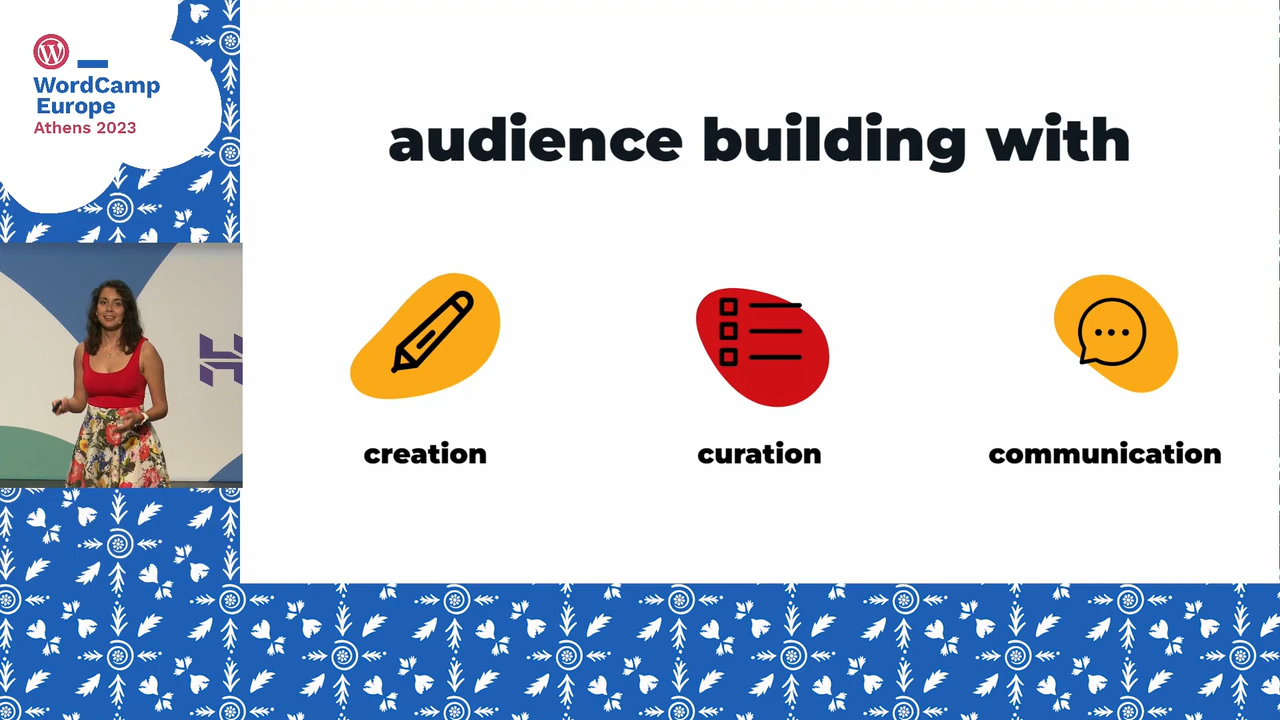 WordCamp
Europe
Athens 2023
audience building with
creation
curation
communication